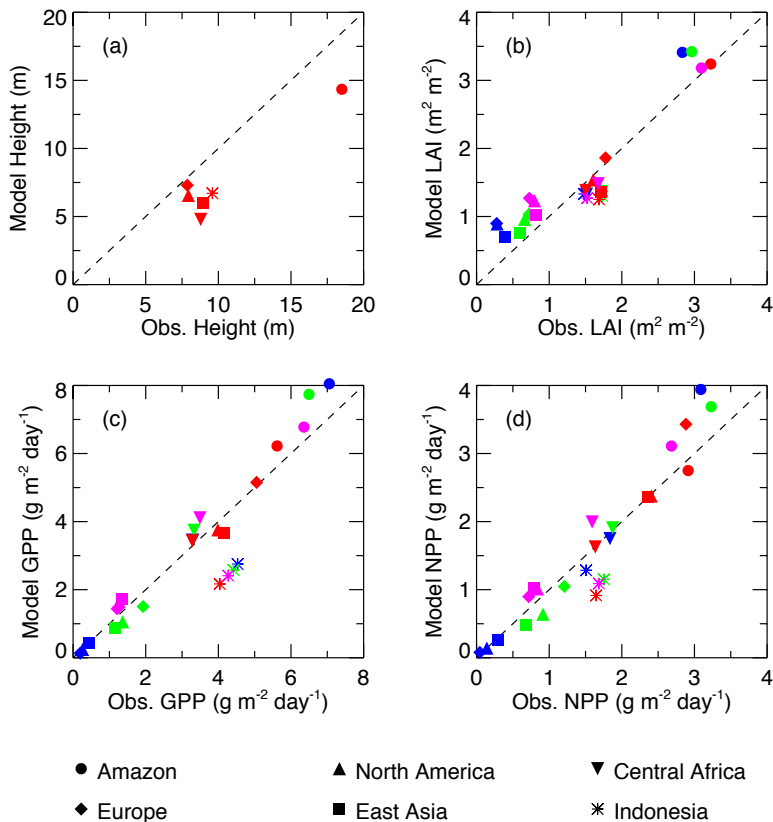 (a)
Model Height (m)
20
15
10
5
0
0 5 10 15 20
Obs. Height (m)
(b)
Model LAI (m² m⁻²)
4
3
2
1
0
0 1 2 3 4
Obs. LAI (m² m⁻²)
(c)
Model GPP (g m⁻² day⁻¹)
8
6
4
2
0
0 2 4 6 8
Obs. GPP (g m⁻² day⁻¹)
(d)
Model NPP (g m⁻² day⁻¹)
4
3
2
1
0
0 1 2 3 4
Obs. NPP (g m⁻² day⁻¹)
Amazon North America Central Africa
Europe East Asia Indonesia